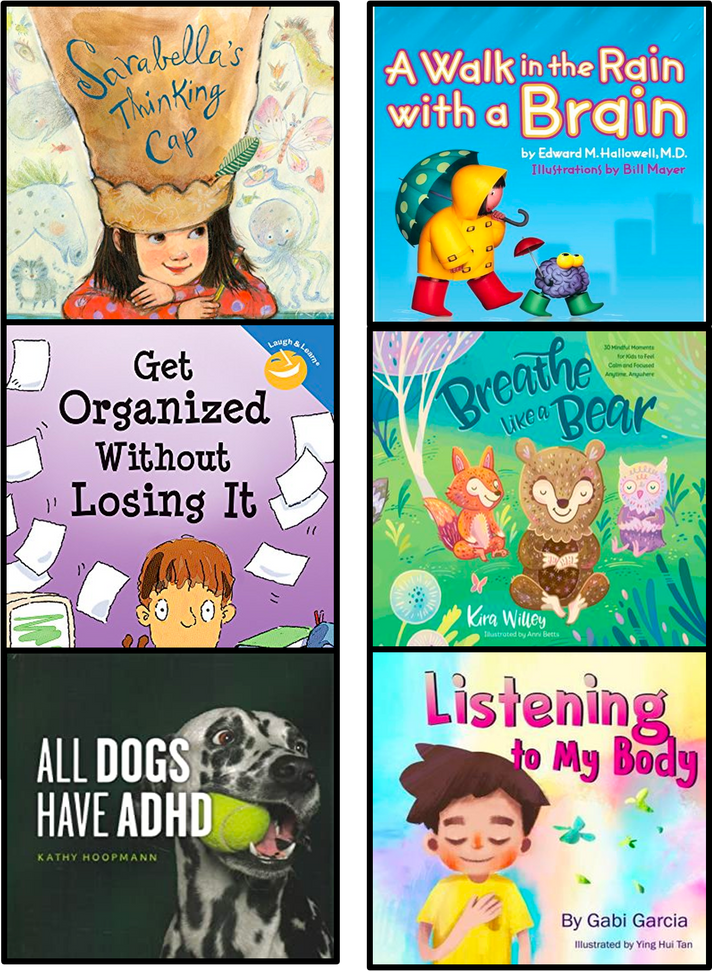 Sarabella's
Thinking
Cap
A Walk in the Rain
with a Brain
by Edward M. Hallowell, M.D.
Illustrations by Bill Mayer
Laugh & Learn®
Get
Organized
Without
Losing It
30 Mindful Moments
for Kids to Feel
Calm and Focused
Anytime, Anywhere
Breathe
Like a Bear
Kira Willey
Illustrated by Anni Betts
ALL DOGS
HAVE ADHD
KATHY HOOPMANN
Listening
to My Body
By Gabi Garcia
Illustrated by Ying Hui Tan